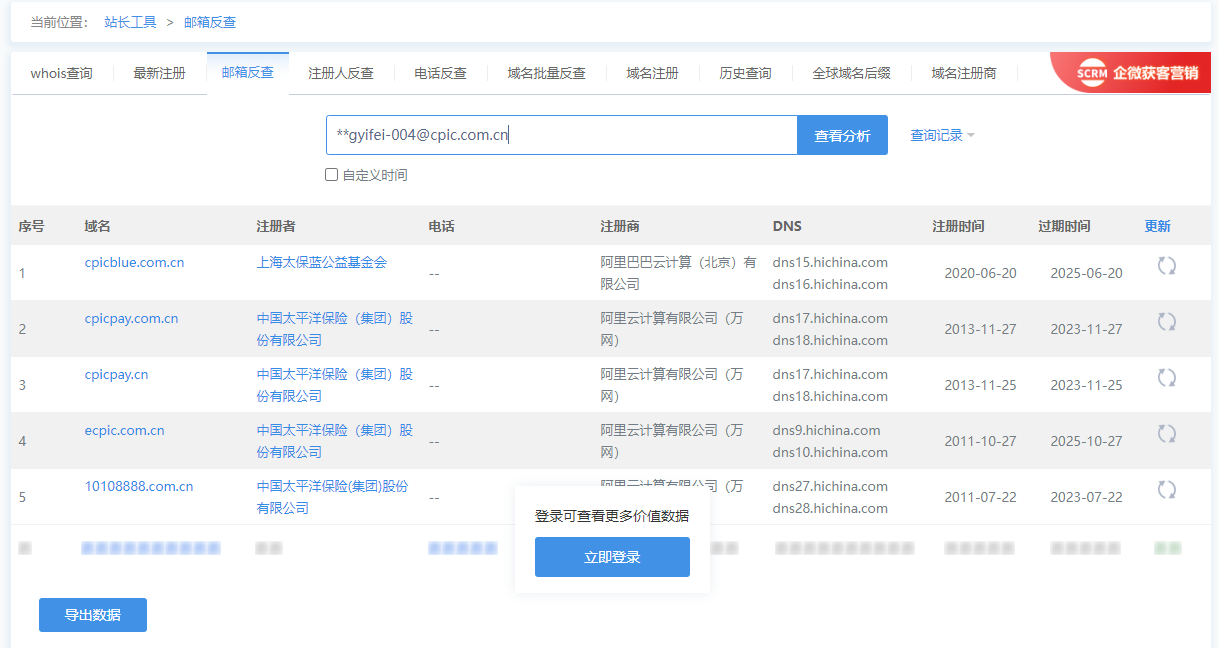 当前位置： 站长工具 > 邮箱反查
whois查询 最新注册 邮箱反查 注册人反查 电话反查 域名批量反查 域名注册 历史查询 全球域名后缀 域名注册商 SCRM 企微获客营销
**gyifei-004@cpic.com.cn 查看分析 查询记录
自定义时间
序号 域名 注册者 电话 注册商 DNS 注册时间 过期时间 更新
1 cpicblue.com.cn 上海太保蓝公益基金会 -- 阿里巴巴云计算（北京）有 dns15.hichina.com 2020-06-20 2025-06-20
限公司 dns16.hichina.com
2 cpicpay.com.cn 中国太平洋保险（集团）股 -- 阿里云计算有限公司（万 dns17.hichina.com 2013-11-27 2023-11-27
份有限公司 网） dns18.hichina.com
3 cpicpay.cn 中国太平洋保险（集团）股 -- 阿里云计算有限公司（万 dns17.hichina.com 2013-11-25 2023-11-25
份有限公司 网） dns18.hichina.com
4 ecpic.com.cn 中国太平洋保险（集团）股 -- 阿里云计算有限公司（万 dns9.hichina.com 2011-10-27 2025-10-27
份有限公司 网） dns10.hichina.com
5 10108888.com.cn 中国太平洋保险(集团)股份 -- 阿里云计算有限公司（万 dns27.hichina.com 2011-07-22 2023-07-22
有限公司 dns28.hichina.com
登录可查看更多价值数据
立即登录
导出数据